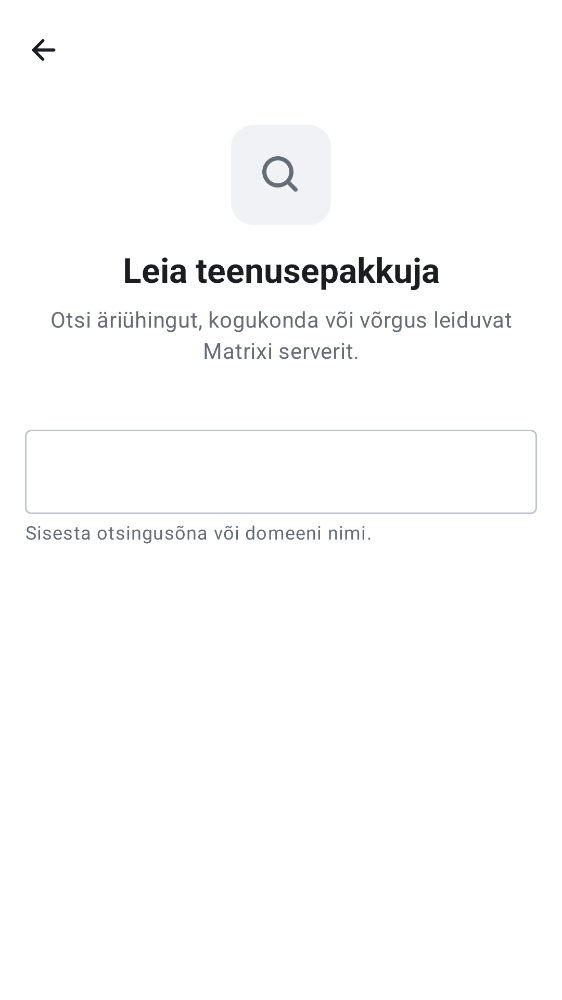 Leia teenusepakkuja
Otsi äriühingut, kogukonda või võrgus leiduvat
Matrixi serverit.
Sisesta otsingusõna või domeeni nimi.